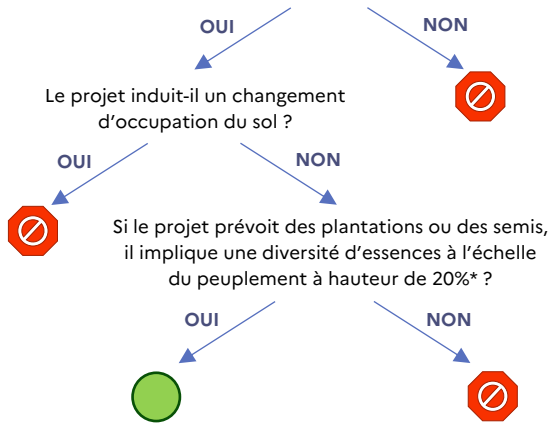 OUI
NON
Le projet induit-il un changement
d’occupation du sol ?
OUI
NON
Si le projet prévoit des plantations ou des semis,
il implique une diversité d’essences à l’échelle
du peuplement à hauteur de 20%* ?
OUI
NON